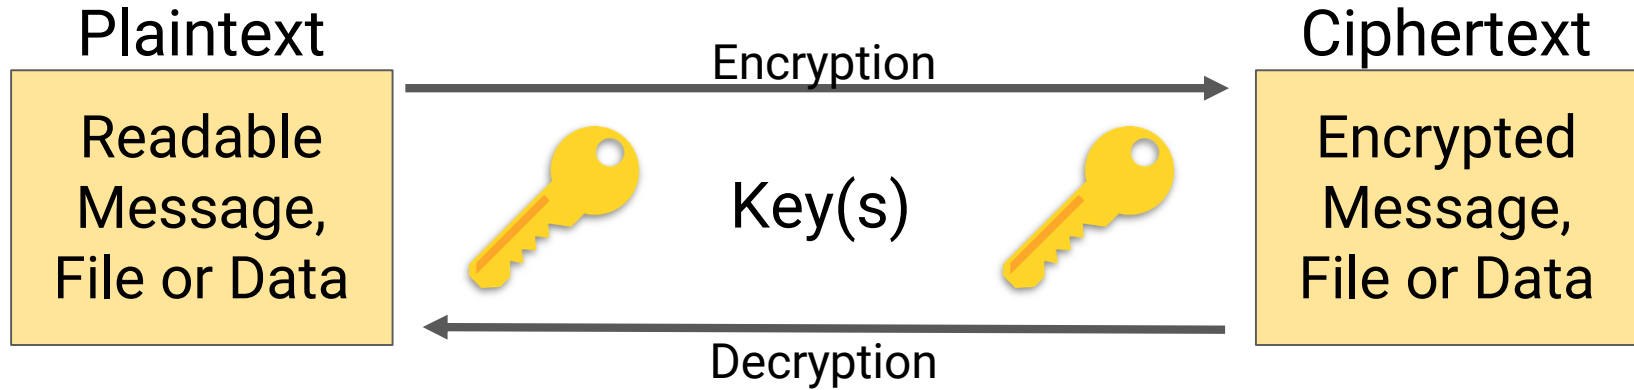 Plaintext
Readable
Message,
File or Data
Encryption
Key(s)
Decryption
Ciphertext
Encrypted
Message,
File or Data